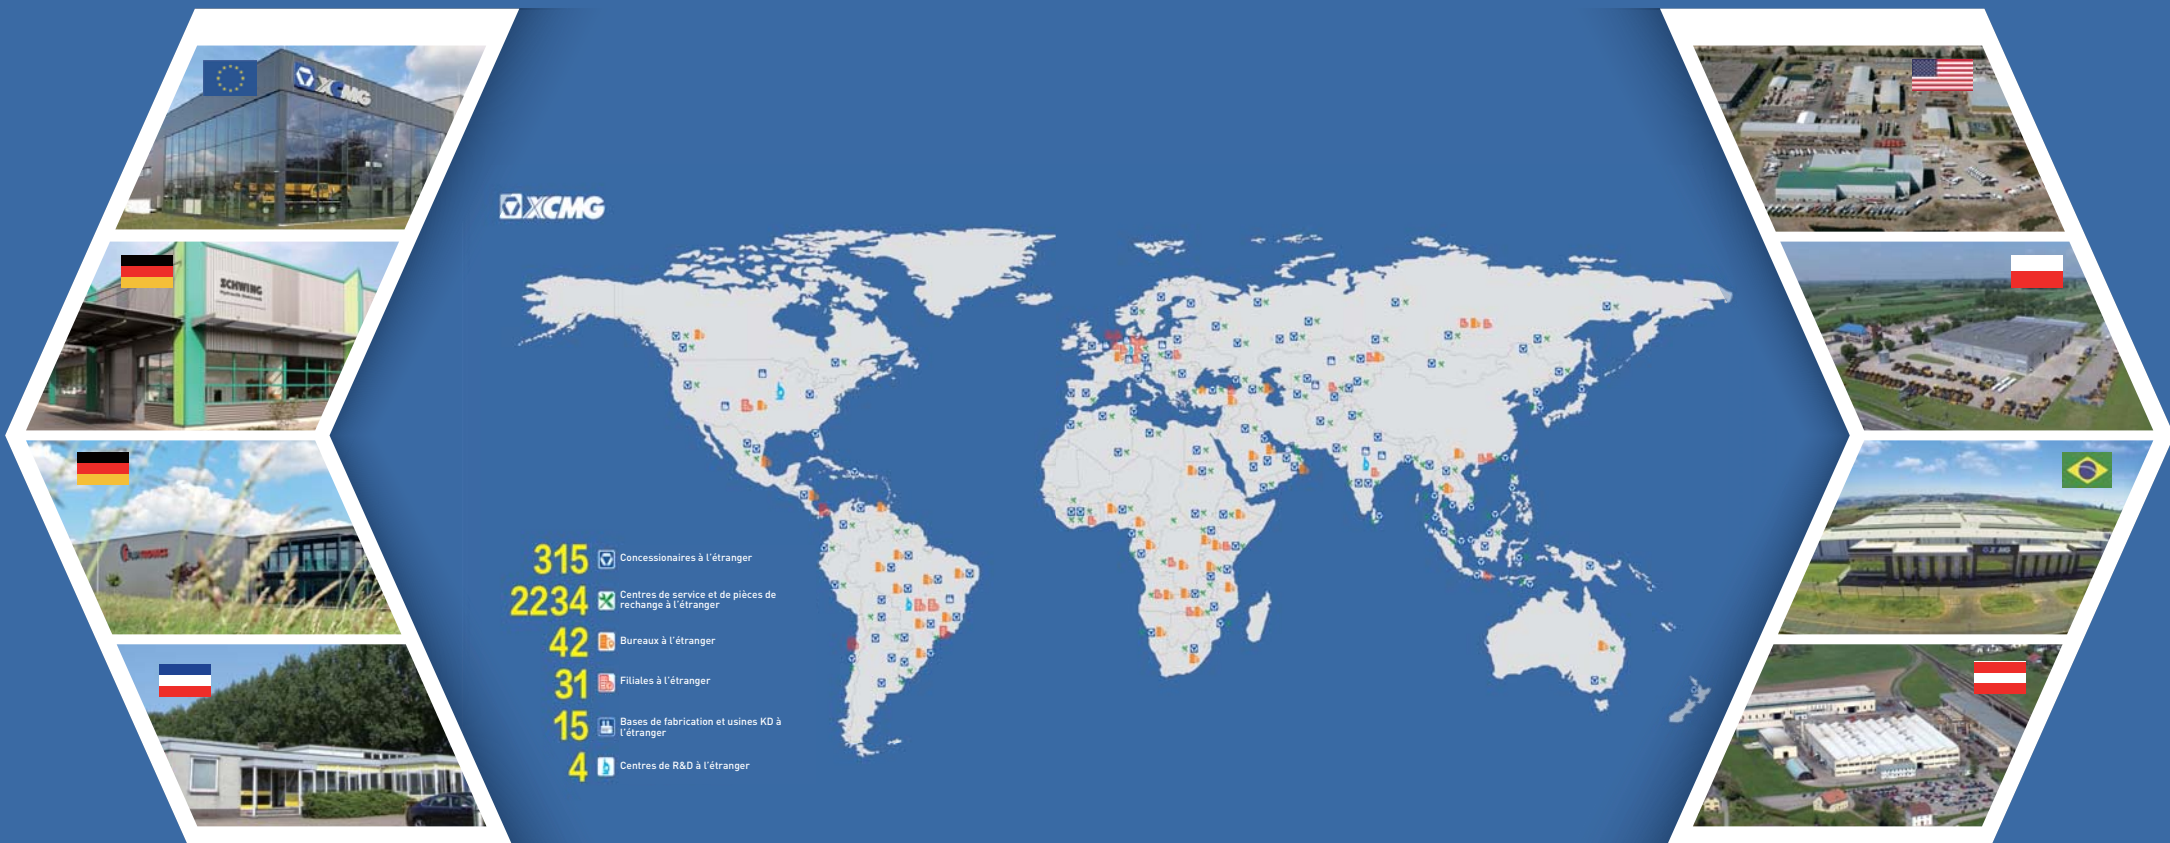 XCMG
SCHWING
XCMG
315 Concessionaires à l'étranger
2234 Centres de service et de pièces de
rechange à l'étranger
42 Bureaux à l'étranger
31 Filiales à l'étranger
15 Bases de fabrication et usines KD à
l'étranger
4 Centres de R&D à l'étranger